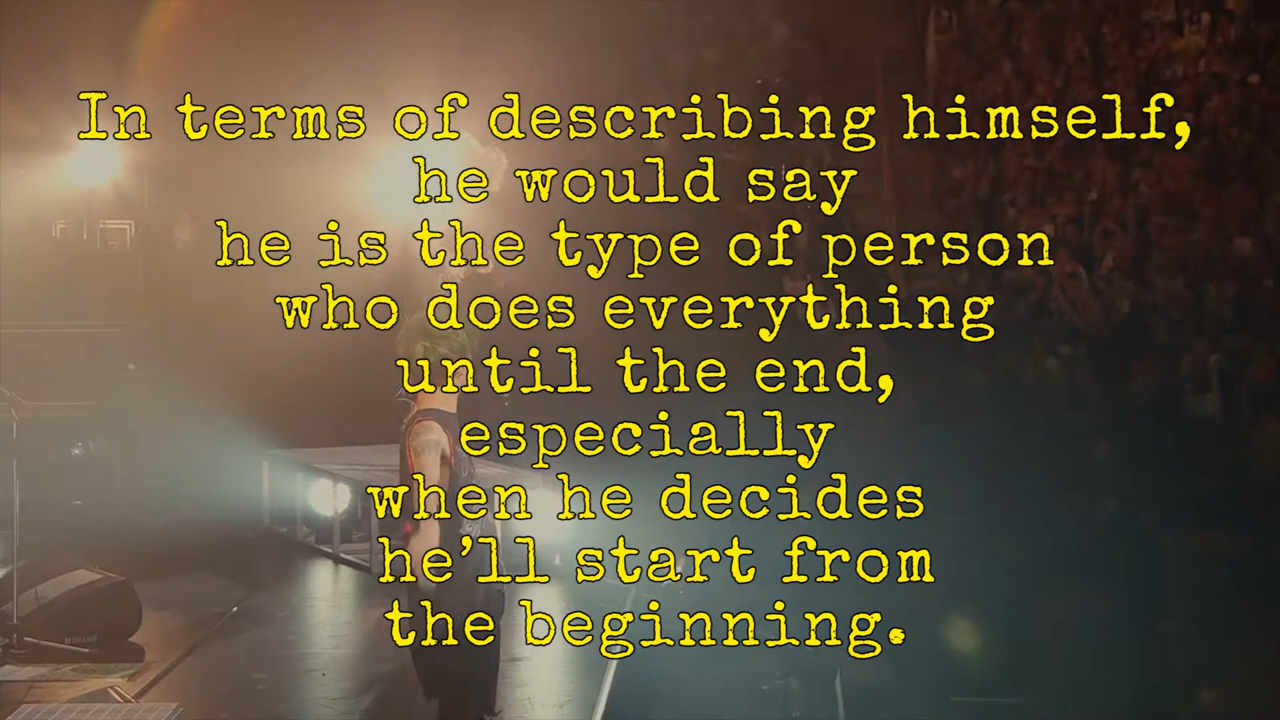 In terms of describing himself,
he would say
he is the type of person
who does everything
until the end,
especially
when he decides
he’ll start from
the beginning.